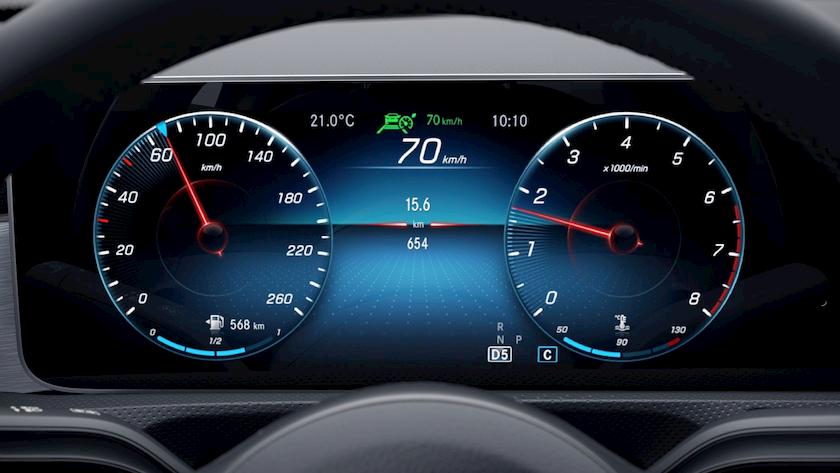 21.0°C 70 km/h 10:10
70 km/h
15.6
km
654
0
20
40
60
100
140
180
220
260
km/h
568 km
0 1/2 1
0
1
2
3
4
5
6
7
8
x1000/min
°C
50 90 130
R
N P
D5 C